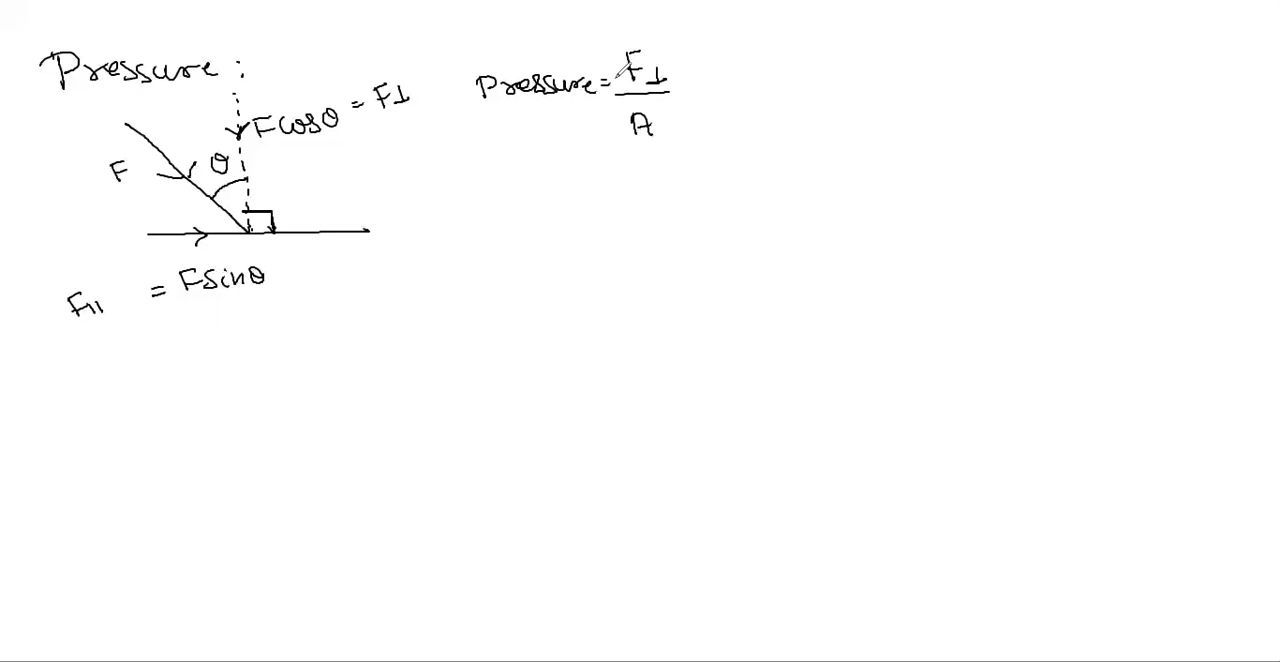 Pressure :
Fcosθ = F⊥
Pressure = F⊥
A
F
θ
F|| = Fsinθ